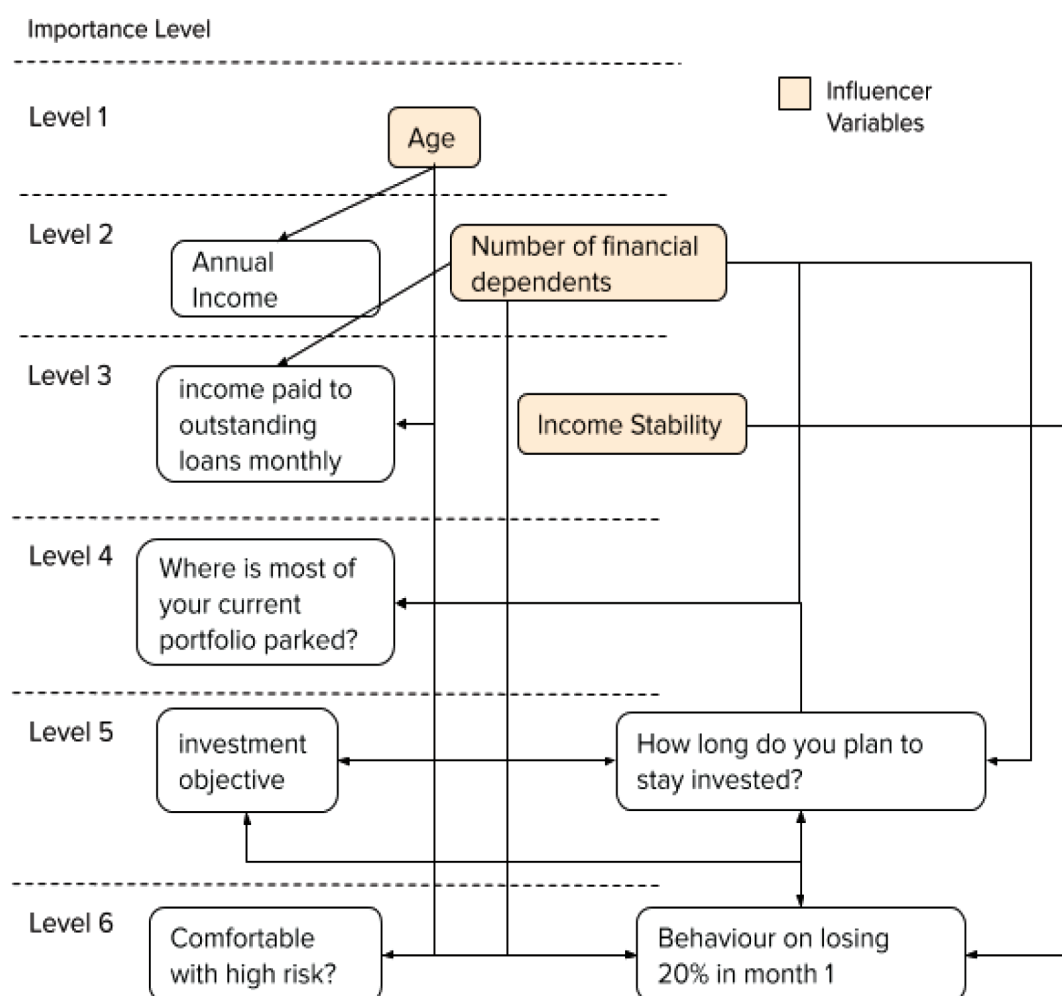 Importance Level
Influencer
Variables
Level 1
Age
Level 2
Annual
Income
Number of financial
dependents
Level 3
income paid to
outstanding
loans monthly
Income Stability
Level 4
Where is most of
your current
portfolio parked?
Level 5
investment
objective
How long do you plan to
stay invested?
Level 6
Comfortable
with high risk?
Behaviour on losing
20% in month 1